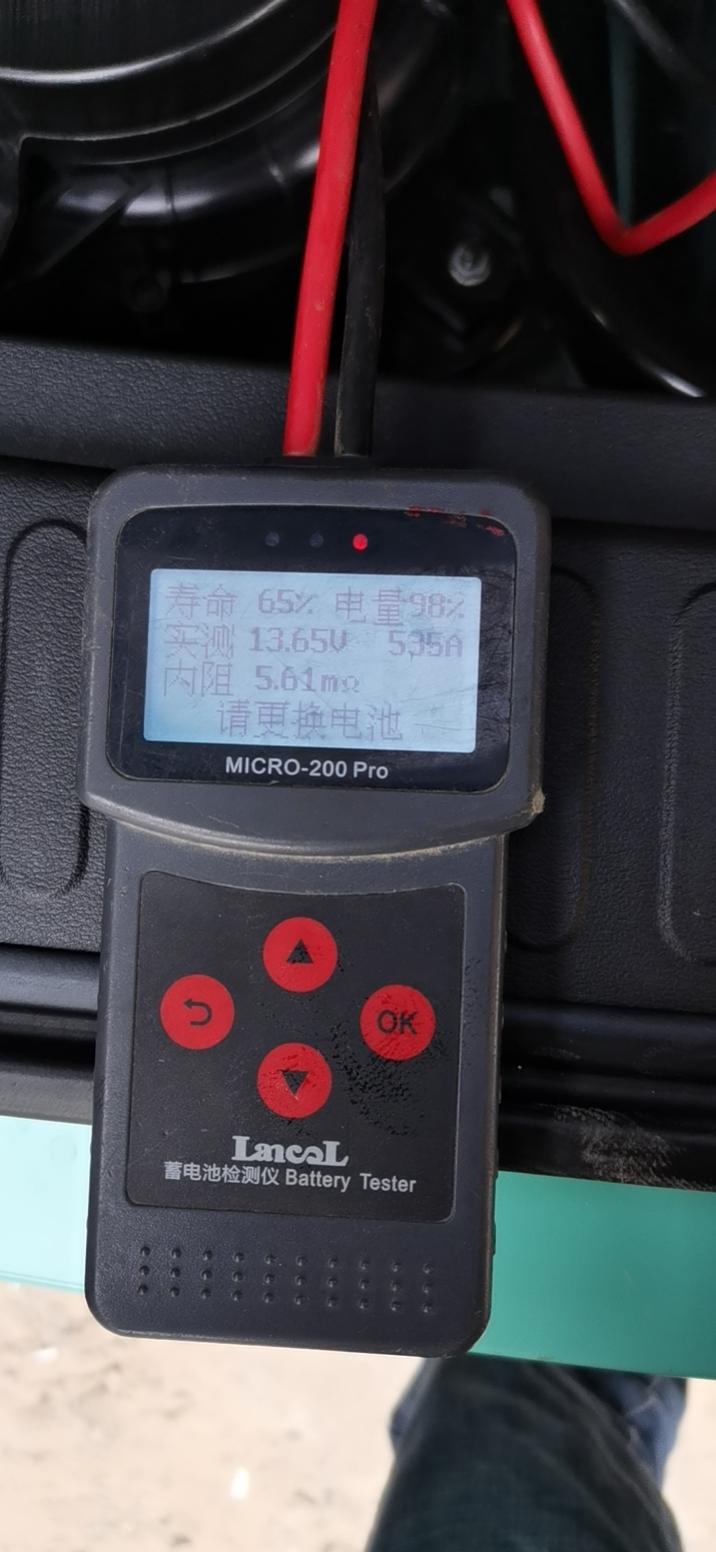 寿命 65% 电量98%
实测 13.65V 535A
内阻 5.61mΩ
请更换电池
MICRO-200 Pro
OK
Lancol
蓄电池检测仪 Battery Tester